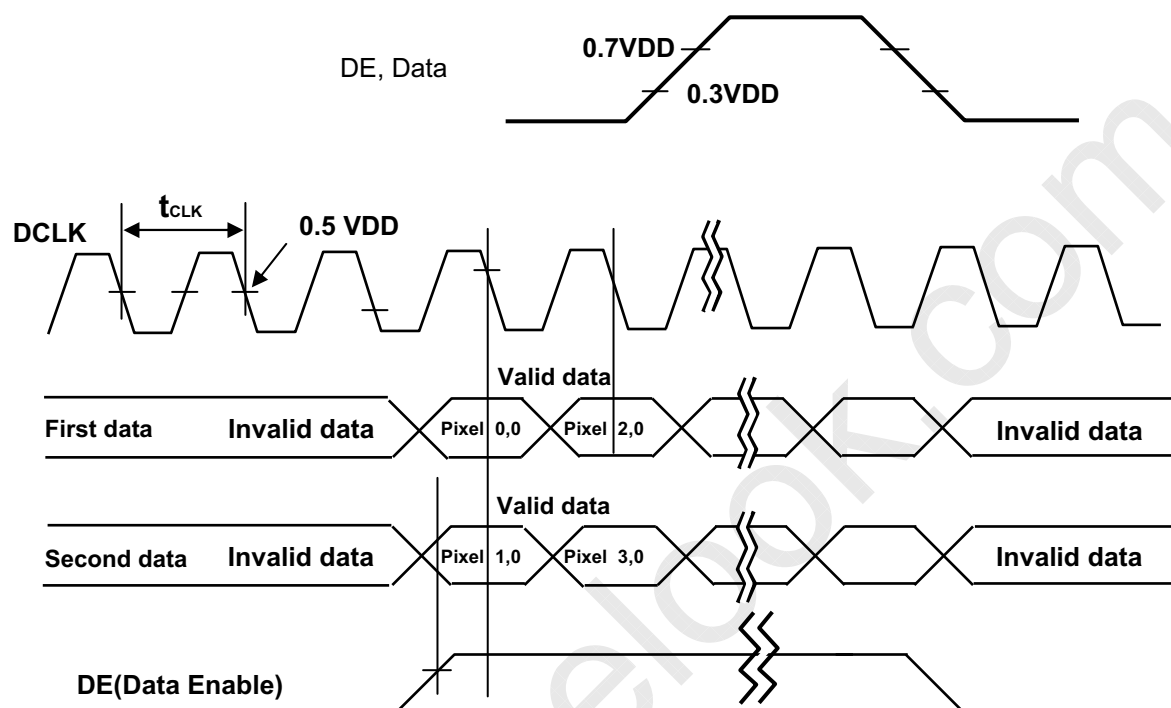 0.7VDD
DE, Data
0.3VDD
tCLK
0.5 VDD
DCLK
Valid data
First data
Invalid data
Pixel 0,0
Pixel 2,0
Invalid data
Valid data
Second data
Invalid data
Pixel 1,0
Pixel 3,0
Invalid data
DE(Data Enable)
elook.com